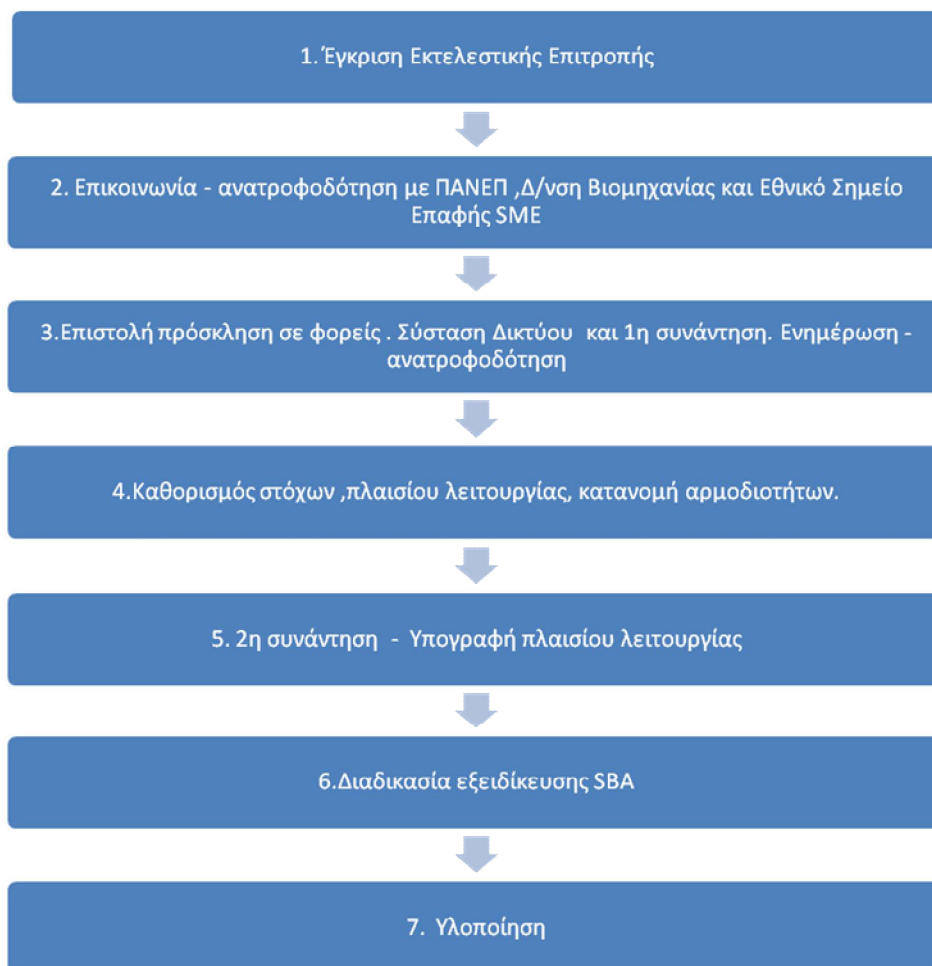 1. Έγκριση Εκτελεστικής Επιτροπής
2. Επικοινωνία - ανατροφοδότηση με ΠΑΝΕΠ ,Δ/νση Βιομηχανίας και Εθνικό Σημείο
Επαφής SME
3.Επιστολή πρόσκληση σε φορείς . Σύσταση Δικτύου και 1η συνάντηση. Ενημέρωση -
ανατροφοδότηση
4.Καθορισμός στόχων ,πλαισίου λειτουργίας, κατανομή αρμοδιοτήτων.
5. 2η συνάντηση - Υπογραφή πλαισίου λειτουργίας
6.Διαδικασία εξειδίκευσης SBA
7. Υλοποίηση